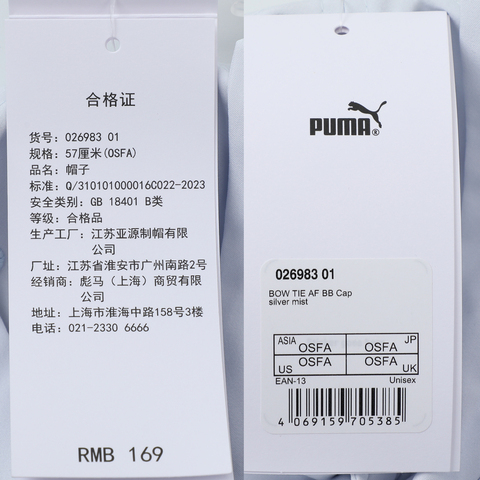 合格证
货号: 026983 01
规格: 57厘米(OSFA)
品名: 帽子
标准: Q/310101000016C022-2023
安全类别: GB 18401 B类
等级: 合格品
生产工厂: 江苏亚源制帽有限
公司
厂址: 江苏省淮安市广州南路2号
经销商: 彪马（上海）商贸有限
公司
地址: 上海市淮海中路158号3楼
电话: 021-2330 6666
RMB 169
PUMA®
026983 01
BOW TIE AF BB Cap
silver mist
ASIA OSFA OSFA JP
US OSFA OSFA UK
EAN-13 Unisex
4 069159 705385